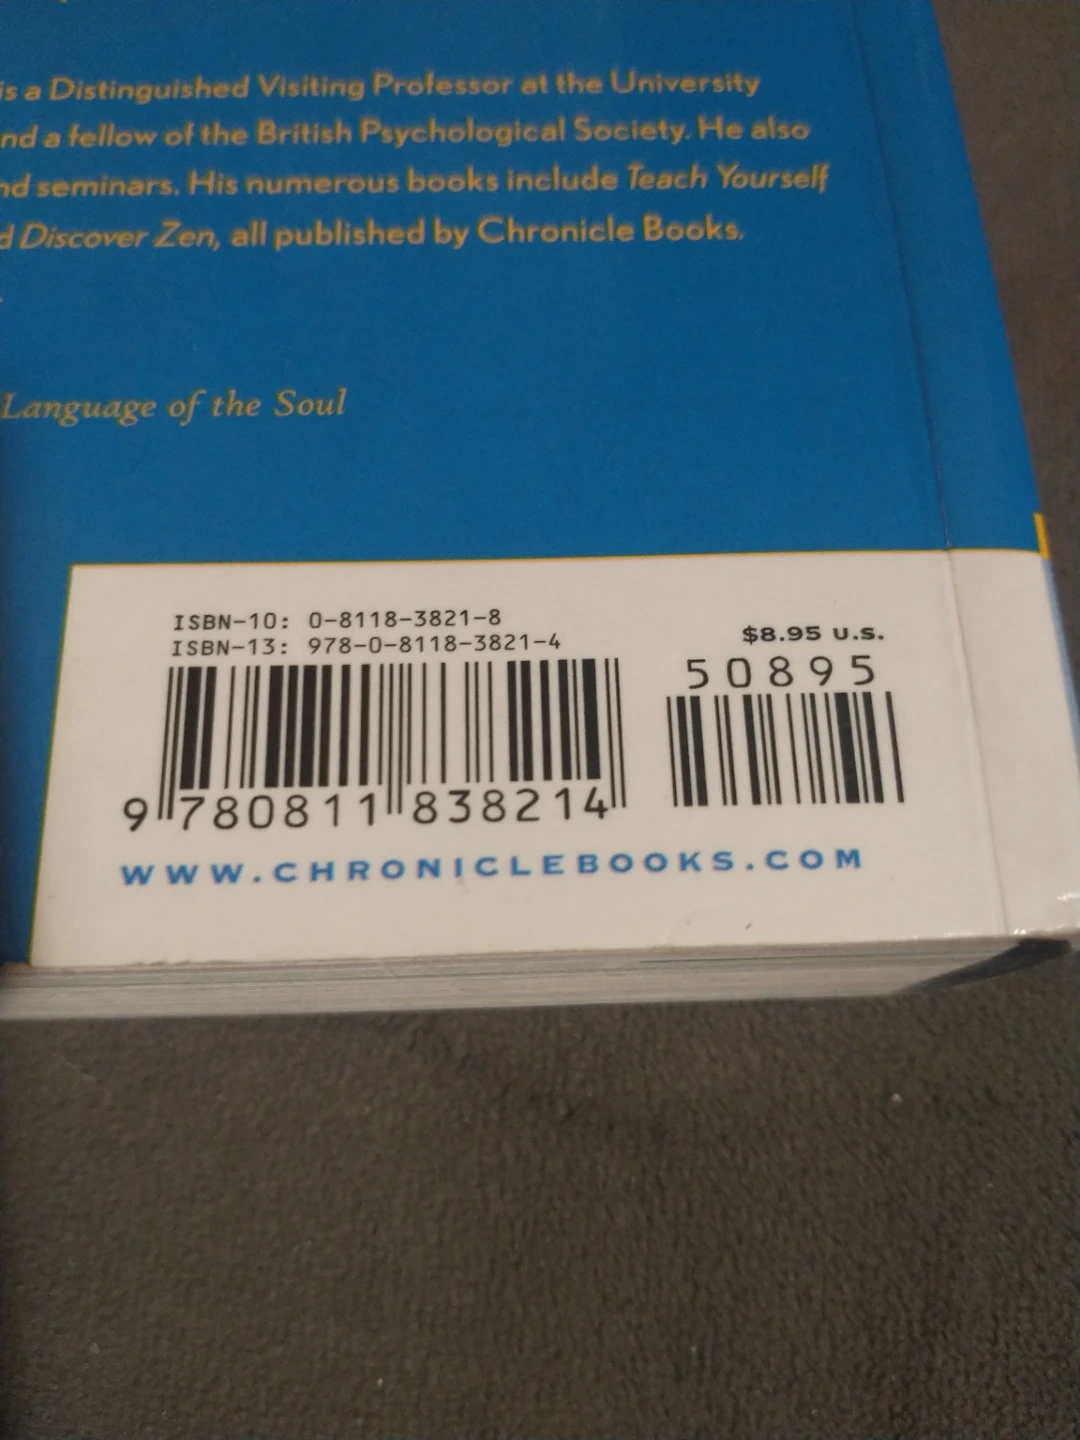 is a Distinguished Visiting Professor at the University
nd a fellow of the British Psychological Society. He also
nd seminars. His numerous books include Teach Yourself
d Discover Zen, all published by Chronicle Books.
Language of the Soul
ISBN-10: 0-8118-3821-8
ISBN-13: 978-0-8118-3821-4
$8.95 U.S.
50895
9 780811 838214
WWW.CHRONICLEBOOKS.COM